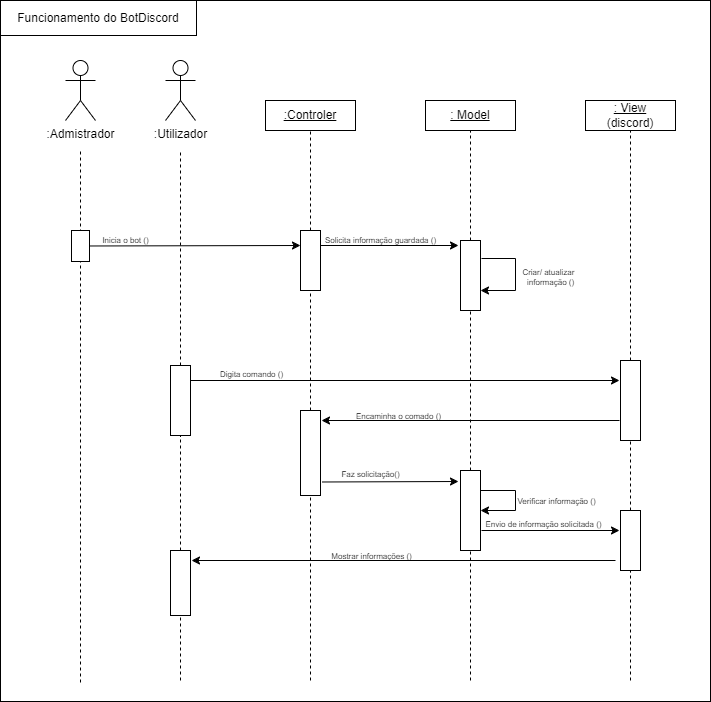 Funcionamento do BotDiscord
:Admistrador
:Utilizador
:Controler
: Model
: View
(discord)
Inicia o bot ()
Solicita informação guardada ()
Criar/ atualizar
informação ()
Digita comando ()
Encaminha o comado ()
Faz solicitação()
Verificar informação ()
Envio de informação solicitada ()
Mostrar informações ()